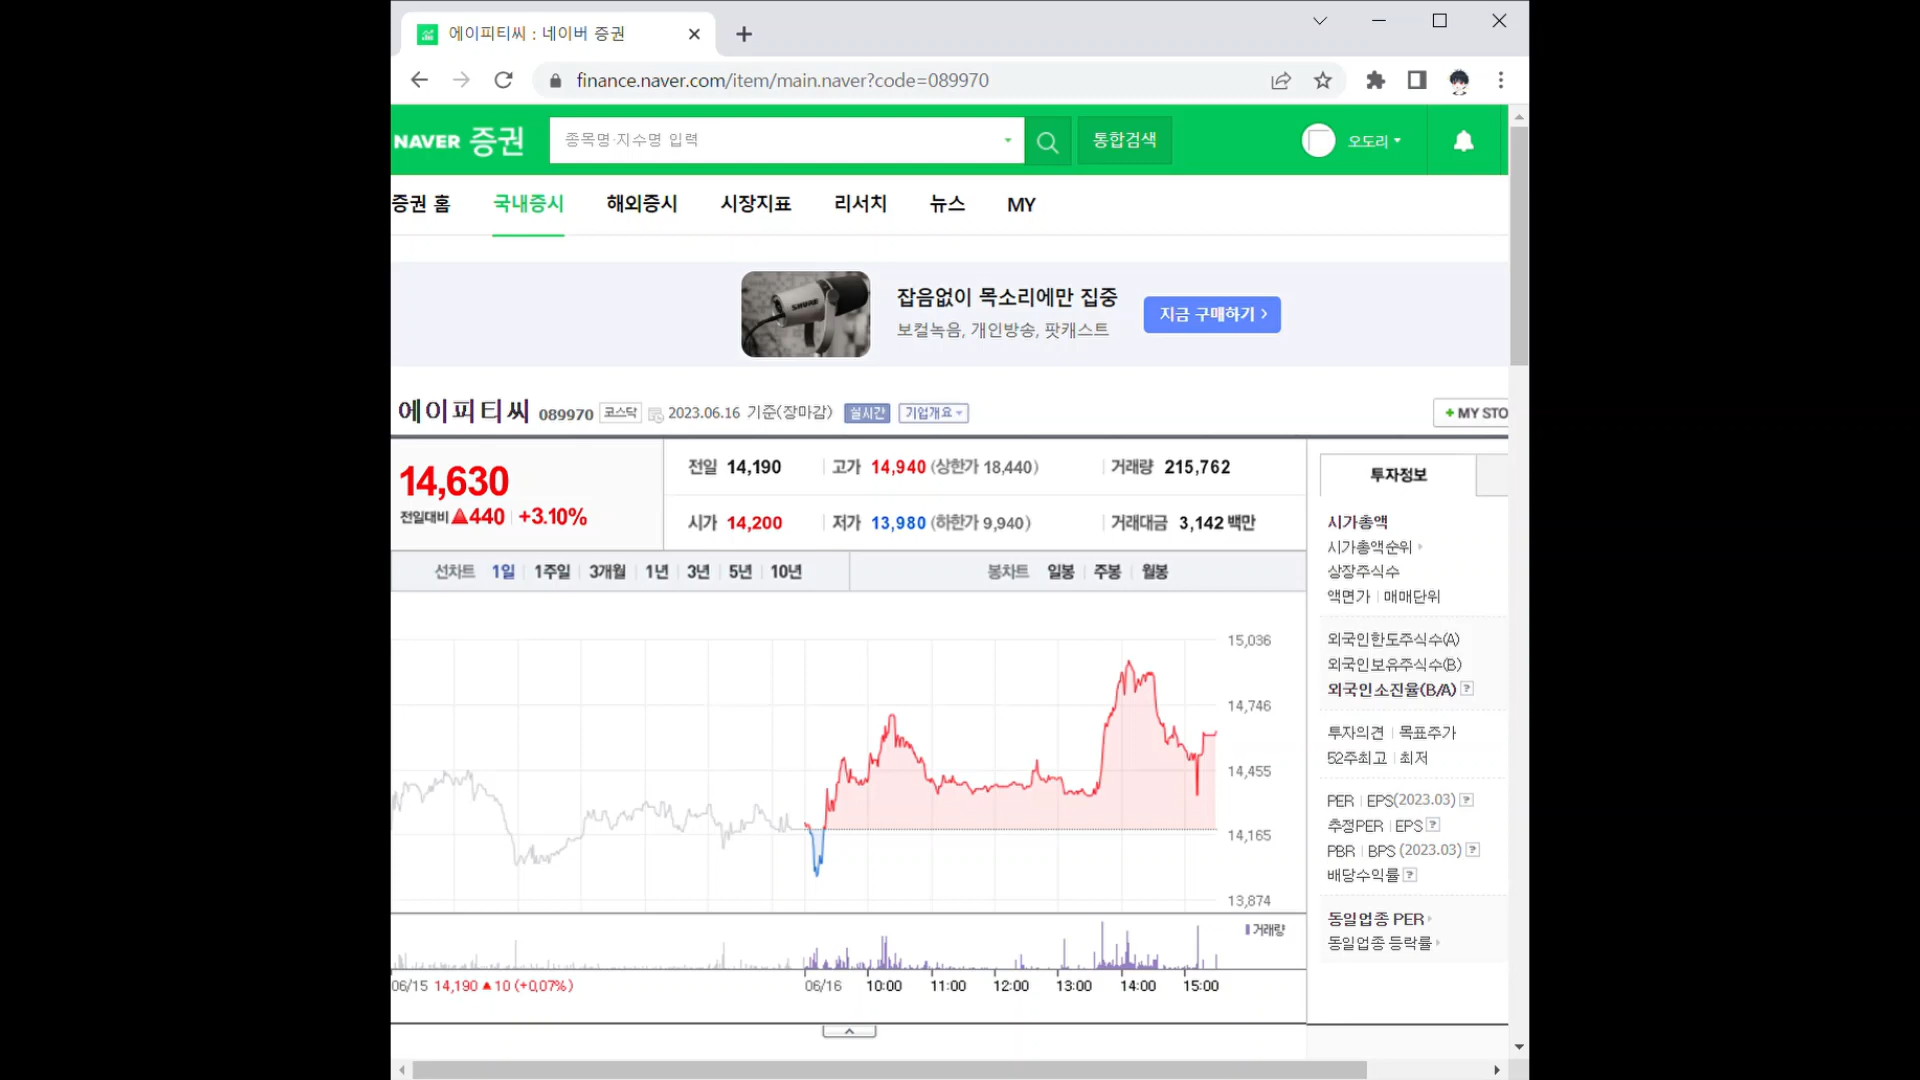 에이피티씨 : 네이버 증권
finance.naver.com/item/main.naver?code=089970
NAVER 증권
종목명·지수명 입력
통합검색
오도리
증권 홈 국내증시 해외증시 시장지표 리서치 뉴스 MY
SHURE
잡음없이 목소리에만 집중
보컬녹음, 개인방송, 팟캐스트
지금 구매하기 >
에이피티씨 089970 코스닥 2023.06.16 기준(장마감) 실시간 기업개요
+ MY STO
14,630
전일대비 ▲440 +3.10%
전일 14,190 고가 14,940 (상한가 18,440) 거래량 215,762
시가 14,200 저가 13,980 (하한가 9,940) 거래대금 3,142 백만
선차트 1일 1주일 3개월 1년 3년 5년 10년
봉차트 일봉 주봉 월봉
15,036
14,746
14,455
14,165
13,874
거래량
06/15 14,190 ▲10 (+0.07%)
06/16 10:00 11:00 12:00 13:00 14:00 15:00
투자정보
시가총액
시가총액순위
상장주식수
액면가 | 매매단위
외국인한도주식수(A)
외국인보유주식수(B)
외국인소진율(B/A) ?
투자의견 | 목표주가
52주최고 | 최저
PER | EPS(2023.03) ?
추정PER | EPS ?
PBR | BPS (2023.03) ?
배당수익률 ?
동일업종 PER
동일업종 등락률